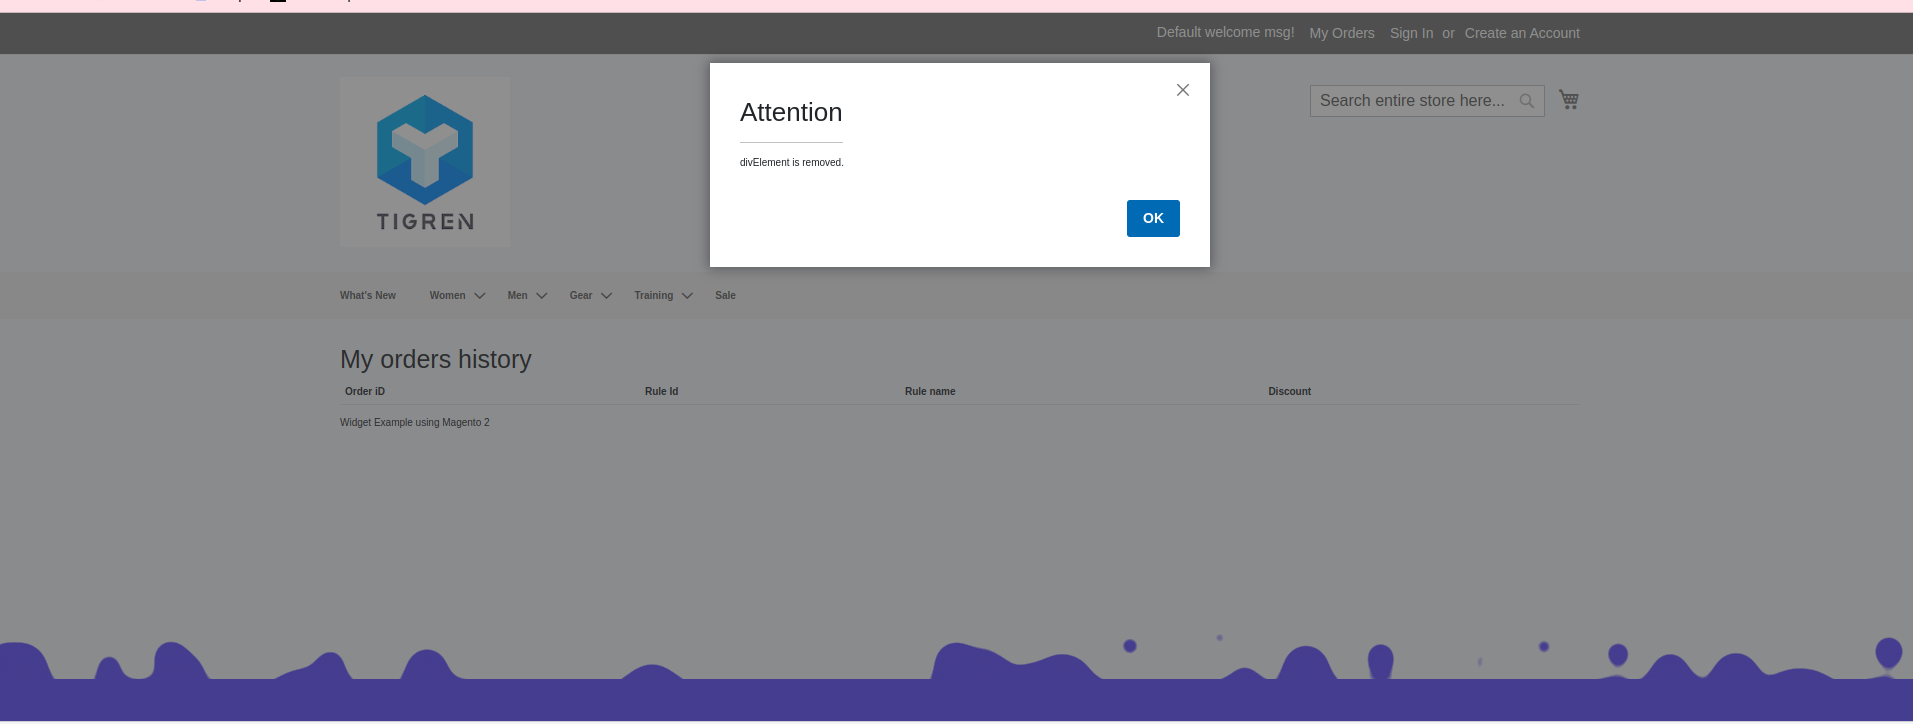 Default welcome msg! My Orders Sign In or Create an Account
Attention
divElement is removed.
OK
Search entire store here...
TIGREN
What's New Women Men Gear Training Sale
My orders history
Order iD Rule Id Rule name Discount
Widget Example using Magento 2